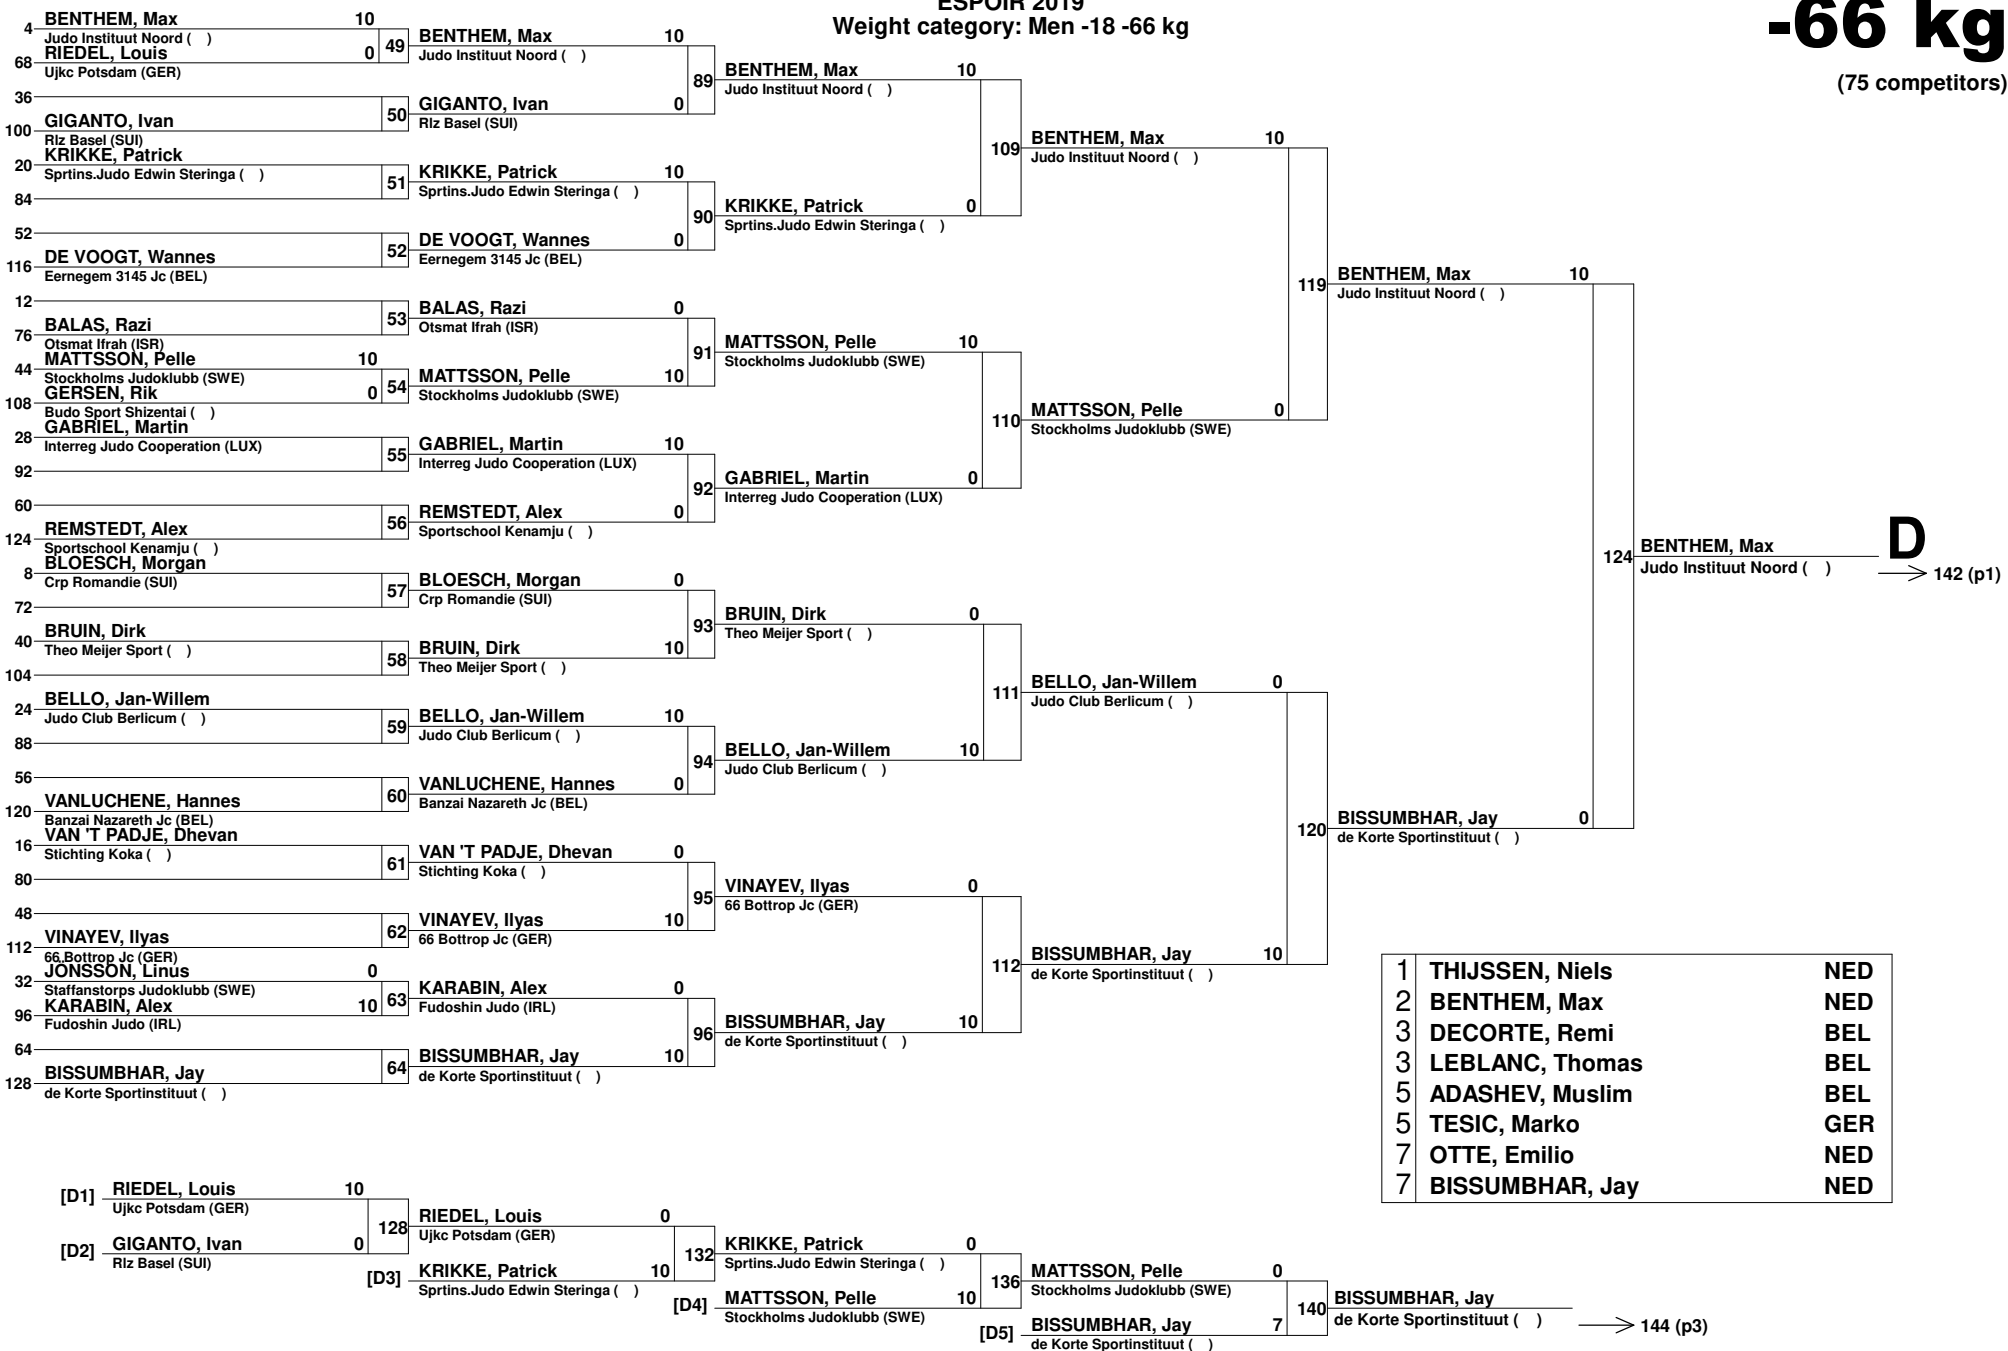 ESPOIR 2019
Weight category: Men -18 -66 kg
-66 kg
(75 competitors)
4 BENTHEM, Max 10
Judo Instituut Noord ( )
68 RIEDEL, Louis 0
Ujkc Potsdam (GER)
49
36
100 GIGANTO, Ivan
Rlz Basel (SUI)
50
20 KRIKKE, Patrick
Sprtins.Judo Edwin Steringa ( )
84
51
52
116 DE VOOGT, Wannes
Eernegem 3145 Jc (BEL)
52
12
76 BALAS, Razi
Otsmat Ifrah (ISR)
53
44 MATTSSON, Pelle 10
Stockholms Judoklubb (SWE)
108 GERSEN, Rik 0
Budo Sport Shizentai ( )
54
28 GABRIEL, Martin
Interreg Judo Cooperation (LUX)
92
55
60
124 REMSTEDT, Alex
Sportschool Kenamju ( )
56
8 BLOESCH, Morgan
Crp Romandie (SUI)
72
57
40 BRUIN, Dirk
Theo Meijer Sport ( )
104
58
24 BELLO, Jan-Willem
Judo Club Berlicum ( )
88
59
56
120 VANLUCHENE, Hannes
Banzai Nazareth Jc (BEL)
60
16 VAN 'T PADJE, Dhevan
Stichting Koka ( )
80
61
48
112 VINAYEV, Ilyas
66 Bottrop Jc (GER)
62
32 JÖNSSON, Linus 0
Staffanstorps Judoklubb (SWE)
96 KARABIN, Alex 10
Fudoshin Judo (IRL)
63
64
128 BISSUMBHAR, Jay
de Korte Sportinstituut ( )
64
BENTHEM, Max 10
Judo Instituut Noord ( )
89
GIGANTO, Ivan 0
Rlz Basel (SUI)
KRIKKE, Patrick 10
Sprtins.Judo Edwin Steringa ( )
90
DE VOOGT, Wannes 0
Eernegem 3145 Jc (BEL)
BALAS, Razi 0
Otsmat Ifrah (ISR)
91
MATTSSON, Pelle 10
Stockholms Judoklubb (SWE)
GABRIEL, Martin 10
Interreg Judo Cooperation (LUX)
92
REMSTEDT, Alex 0
Sportschool Kenamju ( )
BLOESCH, Morgan 0
Crp Romandie (SUI)
93
BRUIN, Dirk 10
Theo Meijer Sport ( )
BELLO, Jan-Willem 10
Judo Club Berlicum ( )
94
VANLUCHENE, Hannes 0
Banzai Nazareth Jc (BEL)
VAN 'T PADJE, Dhevan 0
Stichting Koka ( )
95
VINAYEV, Ilyas 10
66 Bottrop Jc (GER)
KARABIN, Alex 0
Fudoshin Judo (IRL)
96
BISSUMBHAR, Jay 10
de Korte Sportinstituut ( )
BENTHEM, Max 10
Judo Instituut Noord ( )
109
KRIKKE, Patrick 0
Sprtins.Judo Edwin Steringa ( )
MATTSSON, Pelle 10
Stockholms Judoklubb (SWE)
110
GABRIEL, Martin 0
Interreg Judo Cooperation (LUX)
BRUIN, Dirk 0
Theo Meijer Sport ( )
111
BELLO, Jan-Willem 10
Judo Club Berlicum ( )
VINAYEV, Ilyas 0
66 Bottrop Jc (GER)
112
BISSUMBHAR, Jay 10
de Korte Sportinstituut ( )
BENTHEM, Max 10
Judo Instituut Noord ( )
119
MATTSSON, Pelle 0
Stockholms Judoklubb (SWE)
BELLO, Jan-Willem 0
Judo Club Berlicum ( )
120
BISSUMBHAR, Jay 10
de Korte Sportinstituut ( )
BENTHEM, Max 10
Judo Instituut Noord ( )
124
BISSUMBHAR, Jay 0
de Korte Sportinstituut ( )
BENTHEM, Max
Judo Instituut Noord ( )
D
142 (p1)
1 THIJSSEN, Niels NED
2 BENTHEM, Max NED
3 DECORTE, Remi BEL
3 LEBLANC, Thomas BEL
5 ADASHEV, Muslim BEL
5 TESIC, Marko GER
7 OTTE, Emilio NED
7 BISSUMBHAR, Jay NED
[D1] RIEDEL, Louis 10
Ujkc Potsdam (GER)
128
[D2] GIGANTO, Ivan 0
Rlz Basel (SUI)
RIEDEL, Louis 0
Ujkc Potsdam (GER)
132
[D3] KRIKKE, Patrick 10
Sprtins.Judo Edwin Steringa ( )
KRIKKE, Patrick 0
Sprtins.Judo Edwin Steringa ( )
136
[D4] MATTSSON, Pelle 10
Stockholms Judoklubb (SWE)
MATTSSON, Pelle 0
Stockholms Judoklubb (SWE)
140
[D5] BISSUMBHAR, Jay 7
de Korte Sportinstituut ( )
BISSUMBHAR, Jay
de Korte Sportinstituut ( )
144 (p3)